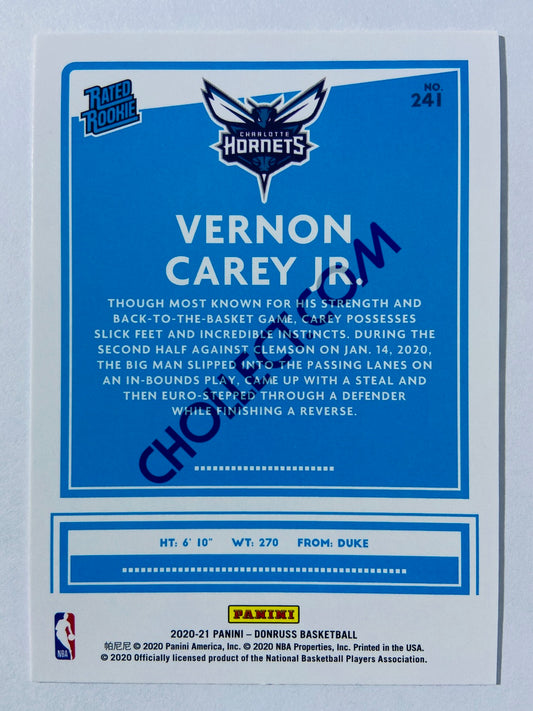 RATED
ROOKIE
CHARLOTTE
HORNETS
NO.
241
VERNON
CAREY JR.
THOUGH MOST KNOWN FOR HIS STRENGTH AND
BACK-TO-THE-BASKET GAME, CAREY POSSESSES
SLICK FEET AND INCREDIBLE INSTINCTS. DURING THE
SECOND HALF AGAINST CLEMSON ON JAN. 14, 2020,
THE BIG MAN SLIPPED INTO THE PASSING LANES ON
AN IN-BOUNDS PLAY, CAME UP WITH A STEAL AND
THEN EURO-STEPPED THROUGH A DEFENDER
WHILE FINISHING A REVERSE.
CHOLLECT.COM
HT: 6' 10" WT: 270 FROM: DUKE
PANINI
2020-21 PANINI – DONRUSS BASKETBALL
帕尼尼 © 2020 Panini America, Inc. © 2020 NBA Properties, Inc. Printed in the USA.
© 2020 Officially licensed product of the National Basketball Players Association.
NBA